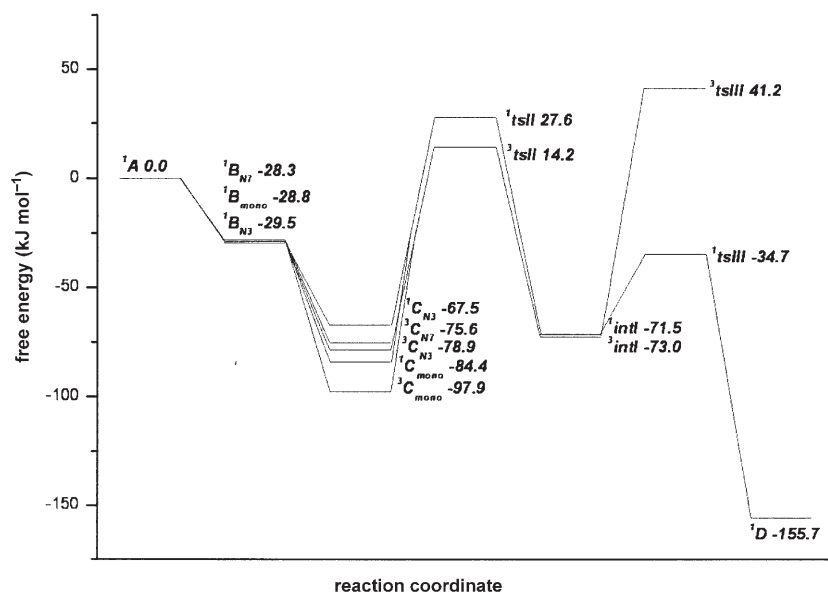 free energy (kJ mol⁻¹)
50
0
-50
-100
-150
¹A 0.0
¹B_N7 -28.3
¹B_mono -28.8
¹B_N3 -29.5
¹C_N3 -67.5
³C_N7 -75.6
³C_N3 -78.9
¹C_mono -84.4
³C_mono -97.9
¹tsII 27.6
³tsII 14.2
¹intI -71.5
³intI -73.0
³tsIII 41.2
¹tsIII -34.7
¹D -155.7
reaction coordinate